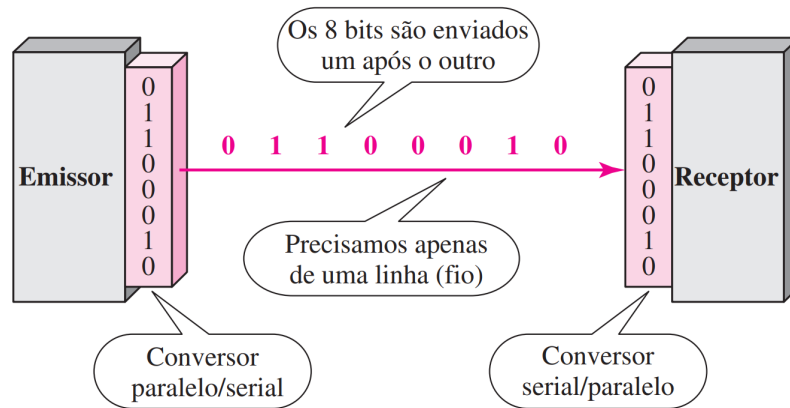 Os 8 bits são enviados
um após o outro
0
1
1
0
0
0
1
0
0 1 1 0 0 0 1 0
0
1
1
0
0
0
1
0
Emissor
Receptor
Precisamos apenas
de uma linha (fio)
Conversor
paralelo/serial
Conversor
serial/paralelo